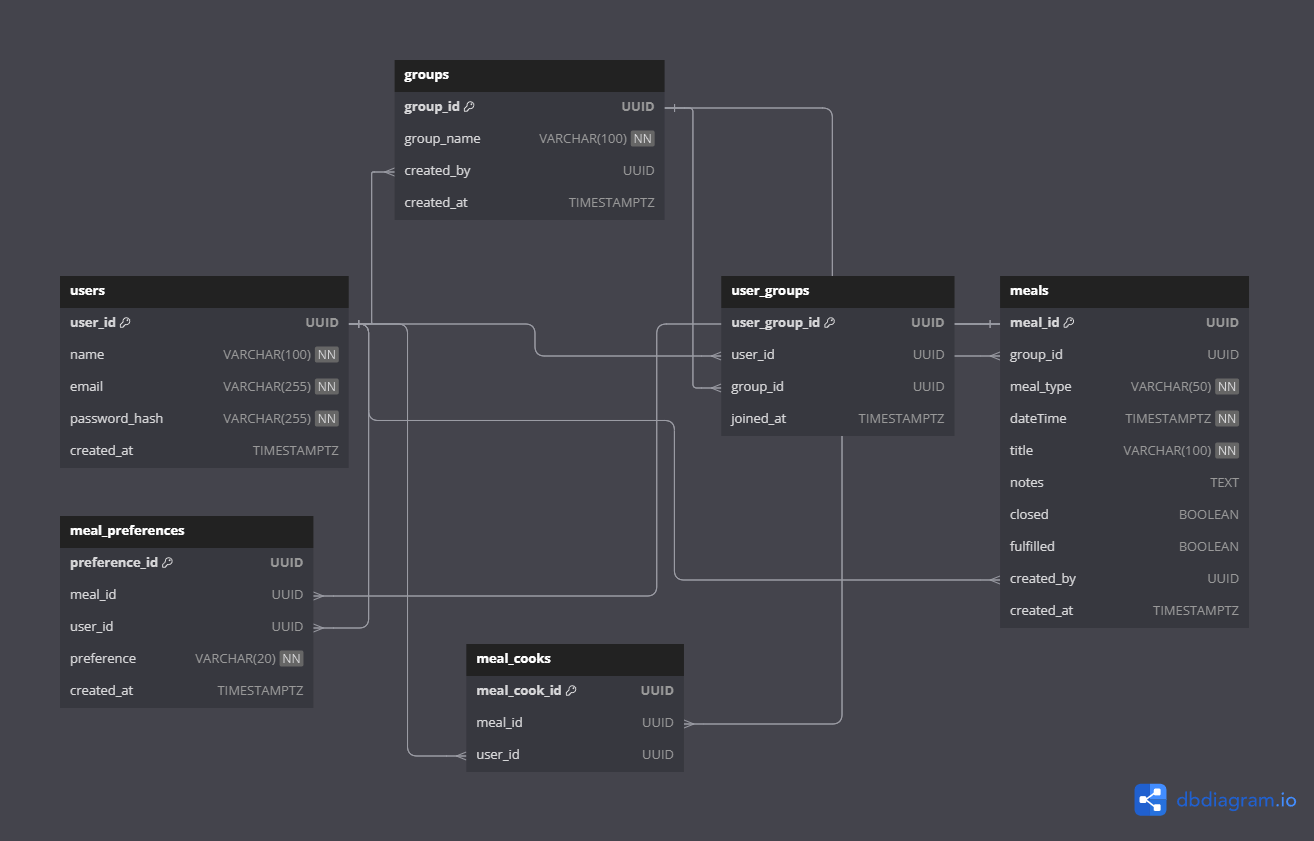 groups
group_id UUID
group_name VARCHAR(100) NN
created_by UUID
created_at TIMESTAMPTZ
users
user_id UUID
name VARCHAR(100) NN
email VARCHAR(255) NN
password_hash VARCHAR(255) NN
created_at TIMESTAMPTZ
user_groups
user_group_id UUID
user_id UUID
group_id UUID
joined_at TIMESTAMPTZ
meals
meal_id UUID
group_id UUID
meal_type VARCHAR(50) NN
dateTime TIMESTAMPTZ NN
title VARCHAR(100) NN
notes TEXT
closed BOOLEAN
fulfilled BOOLEAN
created_by UUID
created_at TIMESTAMPTZ
meal_preferences
preference_id UUID
meal_id UUID
user_id UUID
preference VARCHAR(20) NN
created_at TIMESTAMPTZ
meal_cooks
meal_cook_id UUID
meal_id UUID
user_id UUID
dbdiagram.io